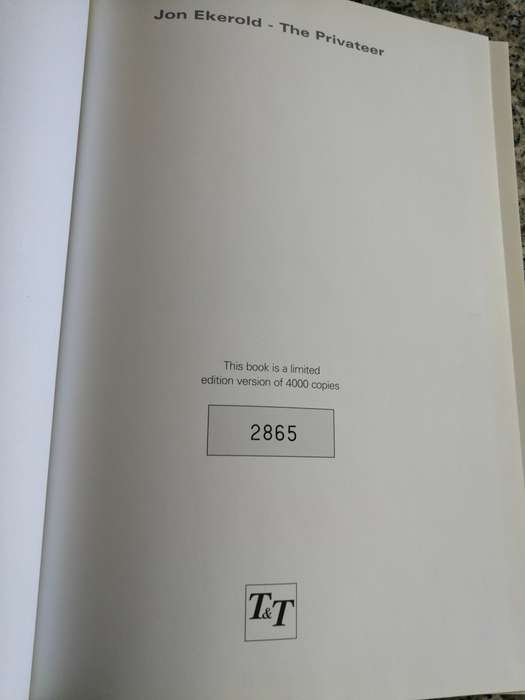 Jon Ekerold - The Privateer
This book is a limited
edition version of 4000 copies
2865
T&T